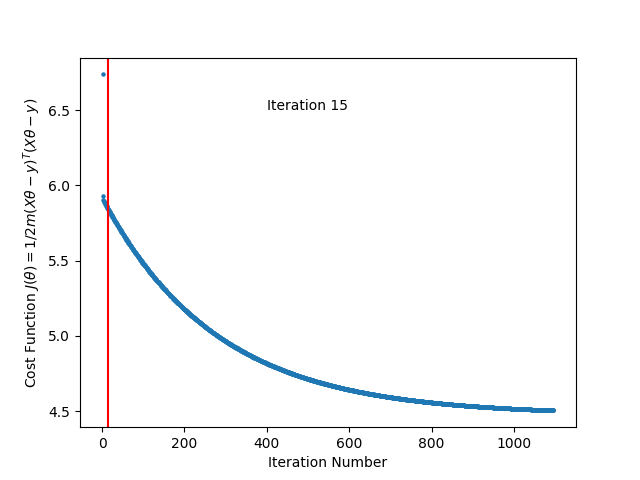 Iteration 15
Cost Function J(θ) = 1/2m(Xθ − y)ᵀ(Xθ − y)
6.5
6.0
5.5
5.0
4.5
0 200 400 600 800 1000
Iteration Number